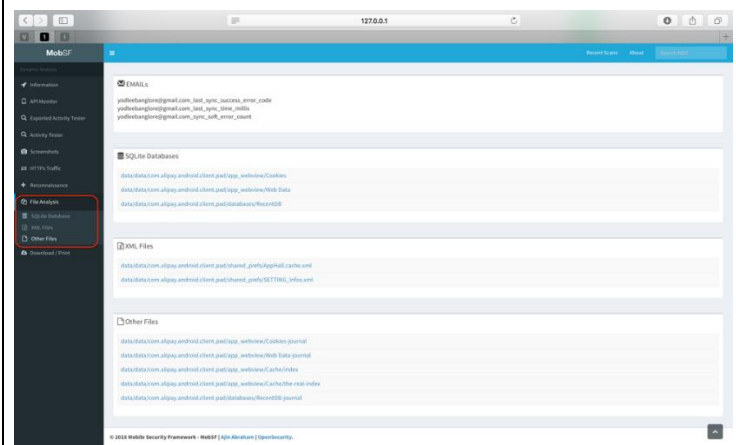 127.0.0.1
MobSF
Recent Scans About Search MD5
Dynamic Analysis
Information
API Monitor
Exported Activity Tester
Activity Tester
Screenshots
HTTPs Traffic
Reconnaissance
File Analysis
SQLite Database
XML Files
Other Files
Download / Print
EMAILs
yodleebanglore@gmail.com_last_sync_success_error_code
yodleebanglore@gmail.com_last_sync_time_millis
yodleebanglore@gmail.com_sync_soft_error_count
SQLite Databases
data/data/com.alipay.android.client.pad/app_webview/Cookies
data/data/com.alipay.android.client.pad/app_webview/Web Data
data/data/com.alipay.android.client.pad/databases/RecentDB
XML Files
data/data/com.alipay.android.client.pad/shared_prefs/AppHall.cache.xml
data/data/com.alipay.android.client.pad/shared_prefs/SETTING_Infos.xml
Other Files
data/data/com.alipay.android.client.pad/app_webview/Cookies-journal
data/data/com.alipay.android.client.pad/app_webview/Web Data-journal
data/data/com.alipay.android.client.pad/app_webview/Cache/index
data/data/com.alipay.android.client.pad/app_webview/Cache/the-real-index
data/data/com.alipay.android.client.pad/databases/RecentDB-journal
© 2016 Mobile Security Framework - MobSF | Ajin Abraham | OpenSecurity.